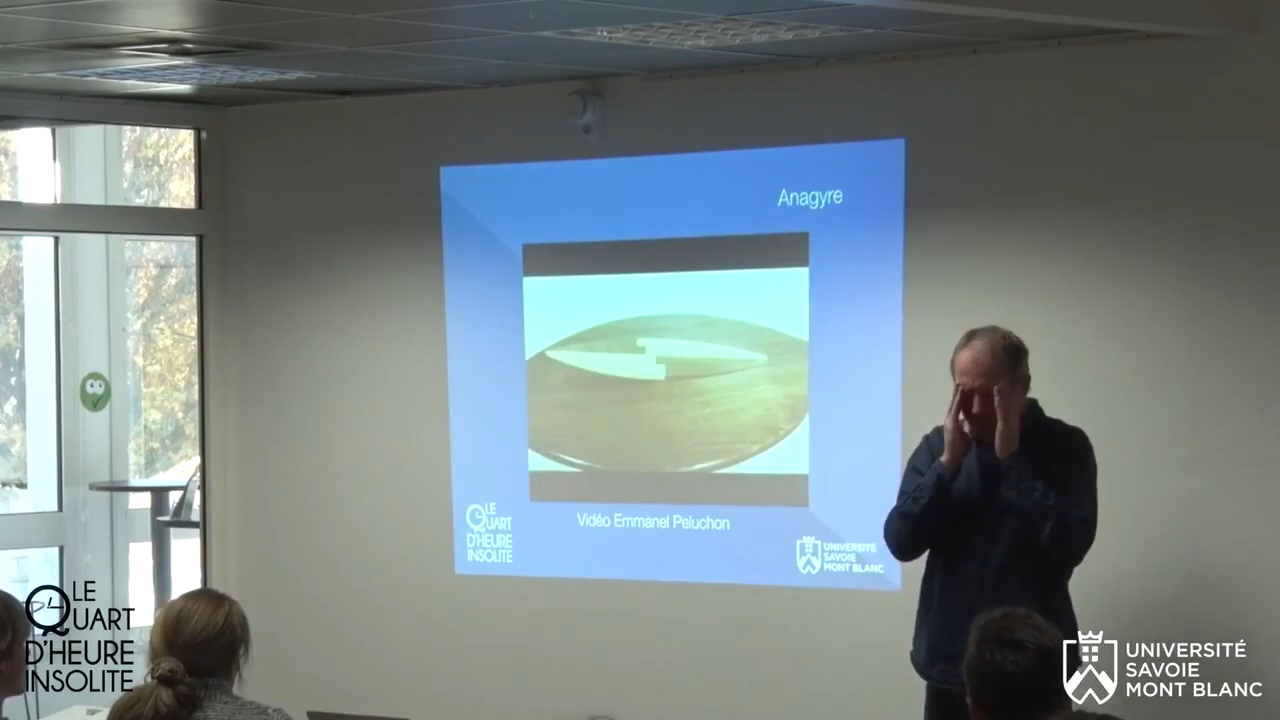 Anagyre
Vidéo Emmanel Peluchon
LE
QUART
D'HEURE
INSOLITE
UNIVERSITÉ
SAVOIE
MONT BLANC
LE
QUART
D'HEURE
INSOLITE
UNIVERSITÉ
SAVOIE
MONT BLANC